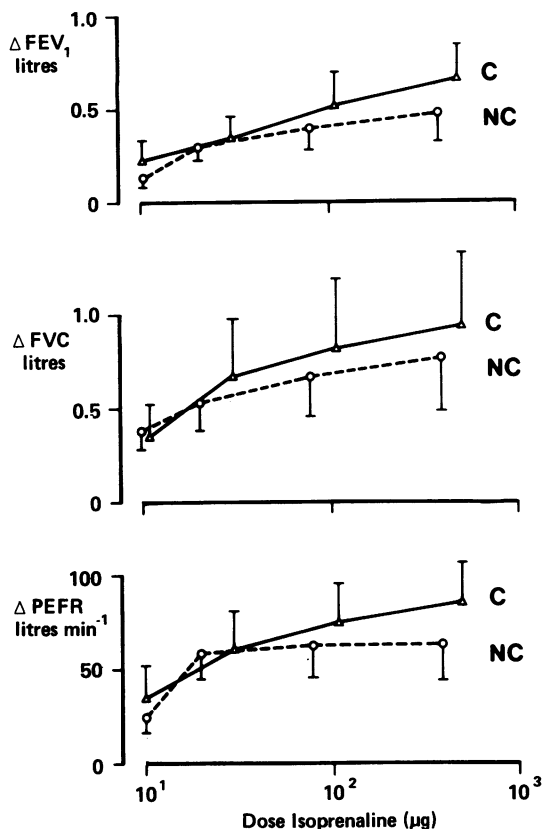 Δ FEV₁
litres
1.0
0.5
0
C
NC
Δ FVC
litres
1.0
0.5
0
C
NC
Δ PEFR
litres min⁻¹
100
50
0
C
NC
10¹ 10² 10³
Dose Isoprenaline (μg)